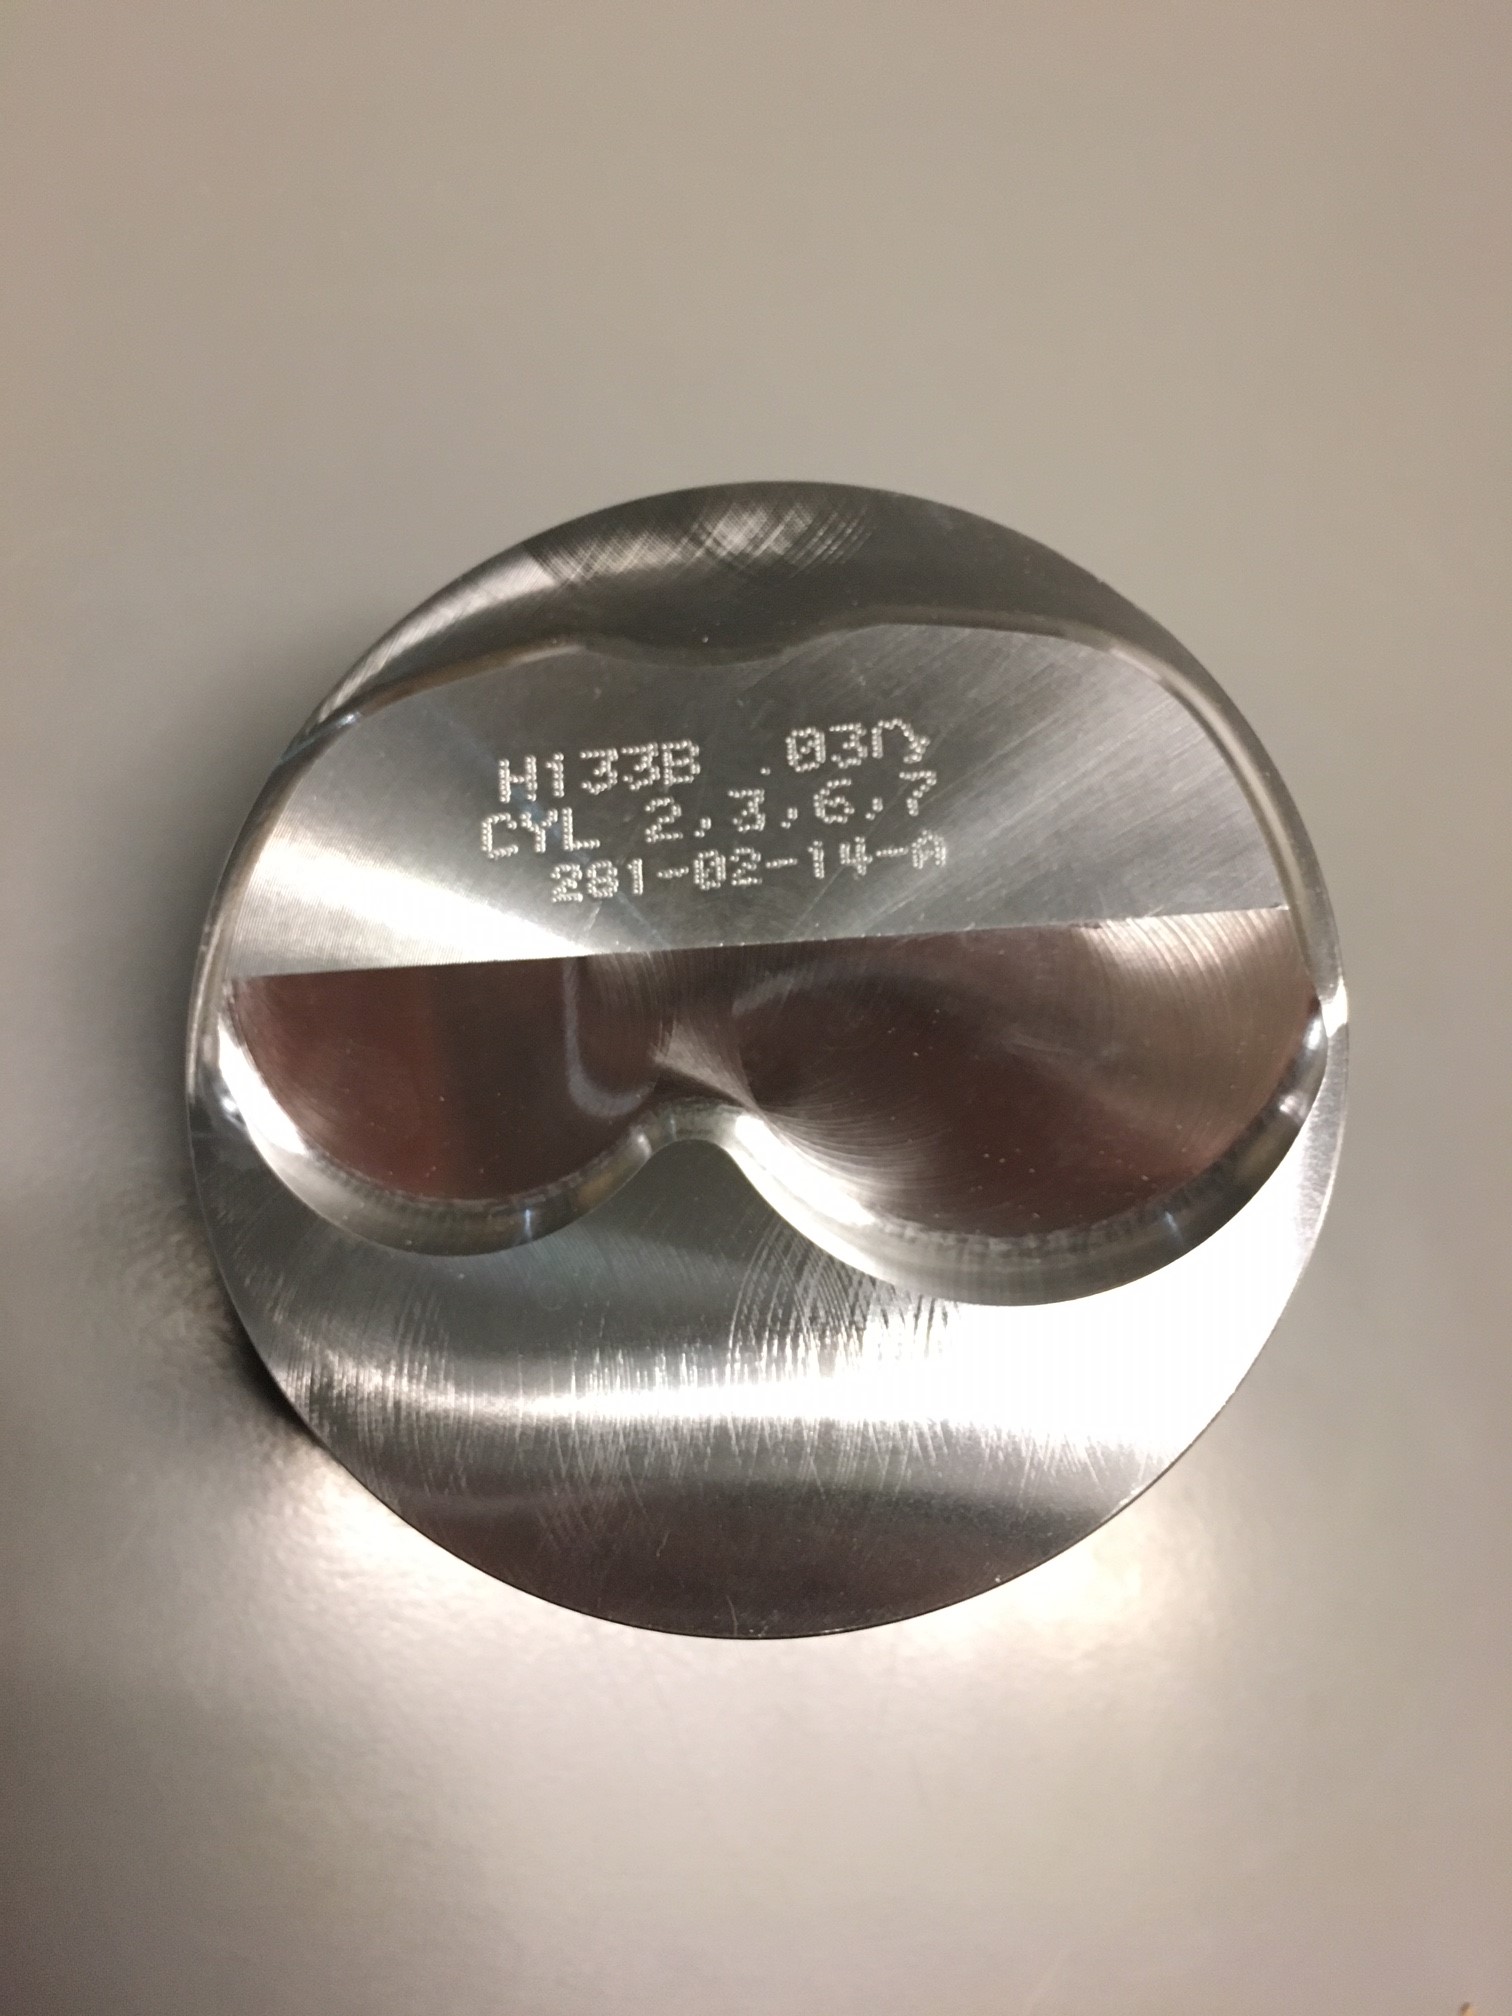 H133B .030
CYL 2,3,6,7
281-02-14-A